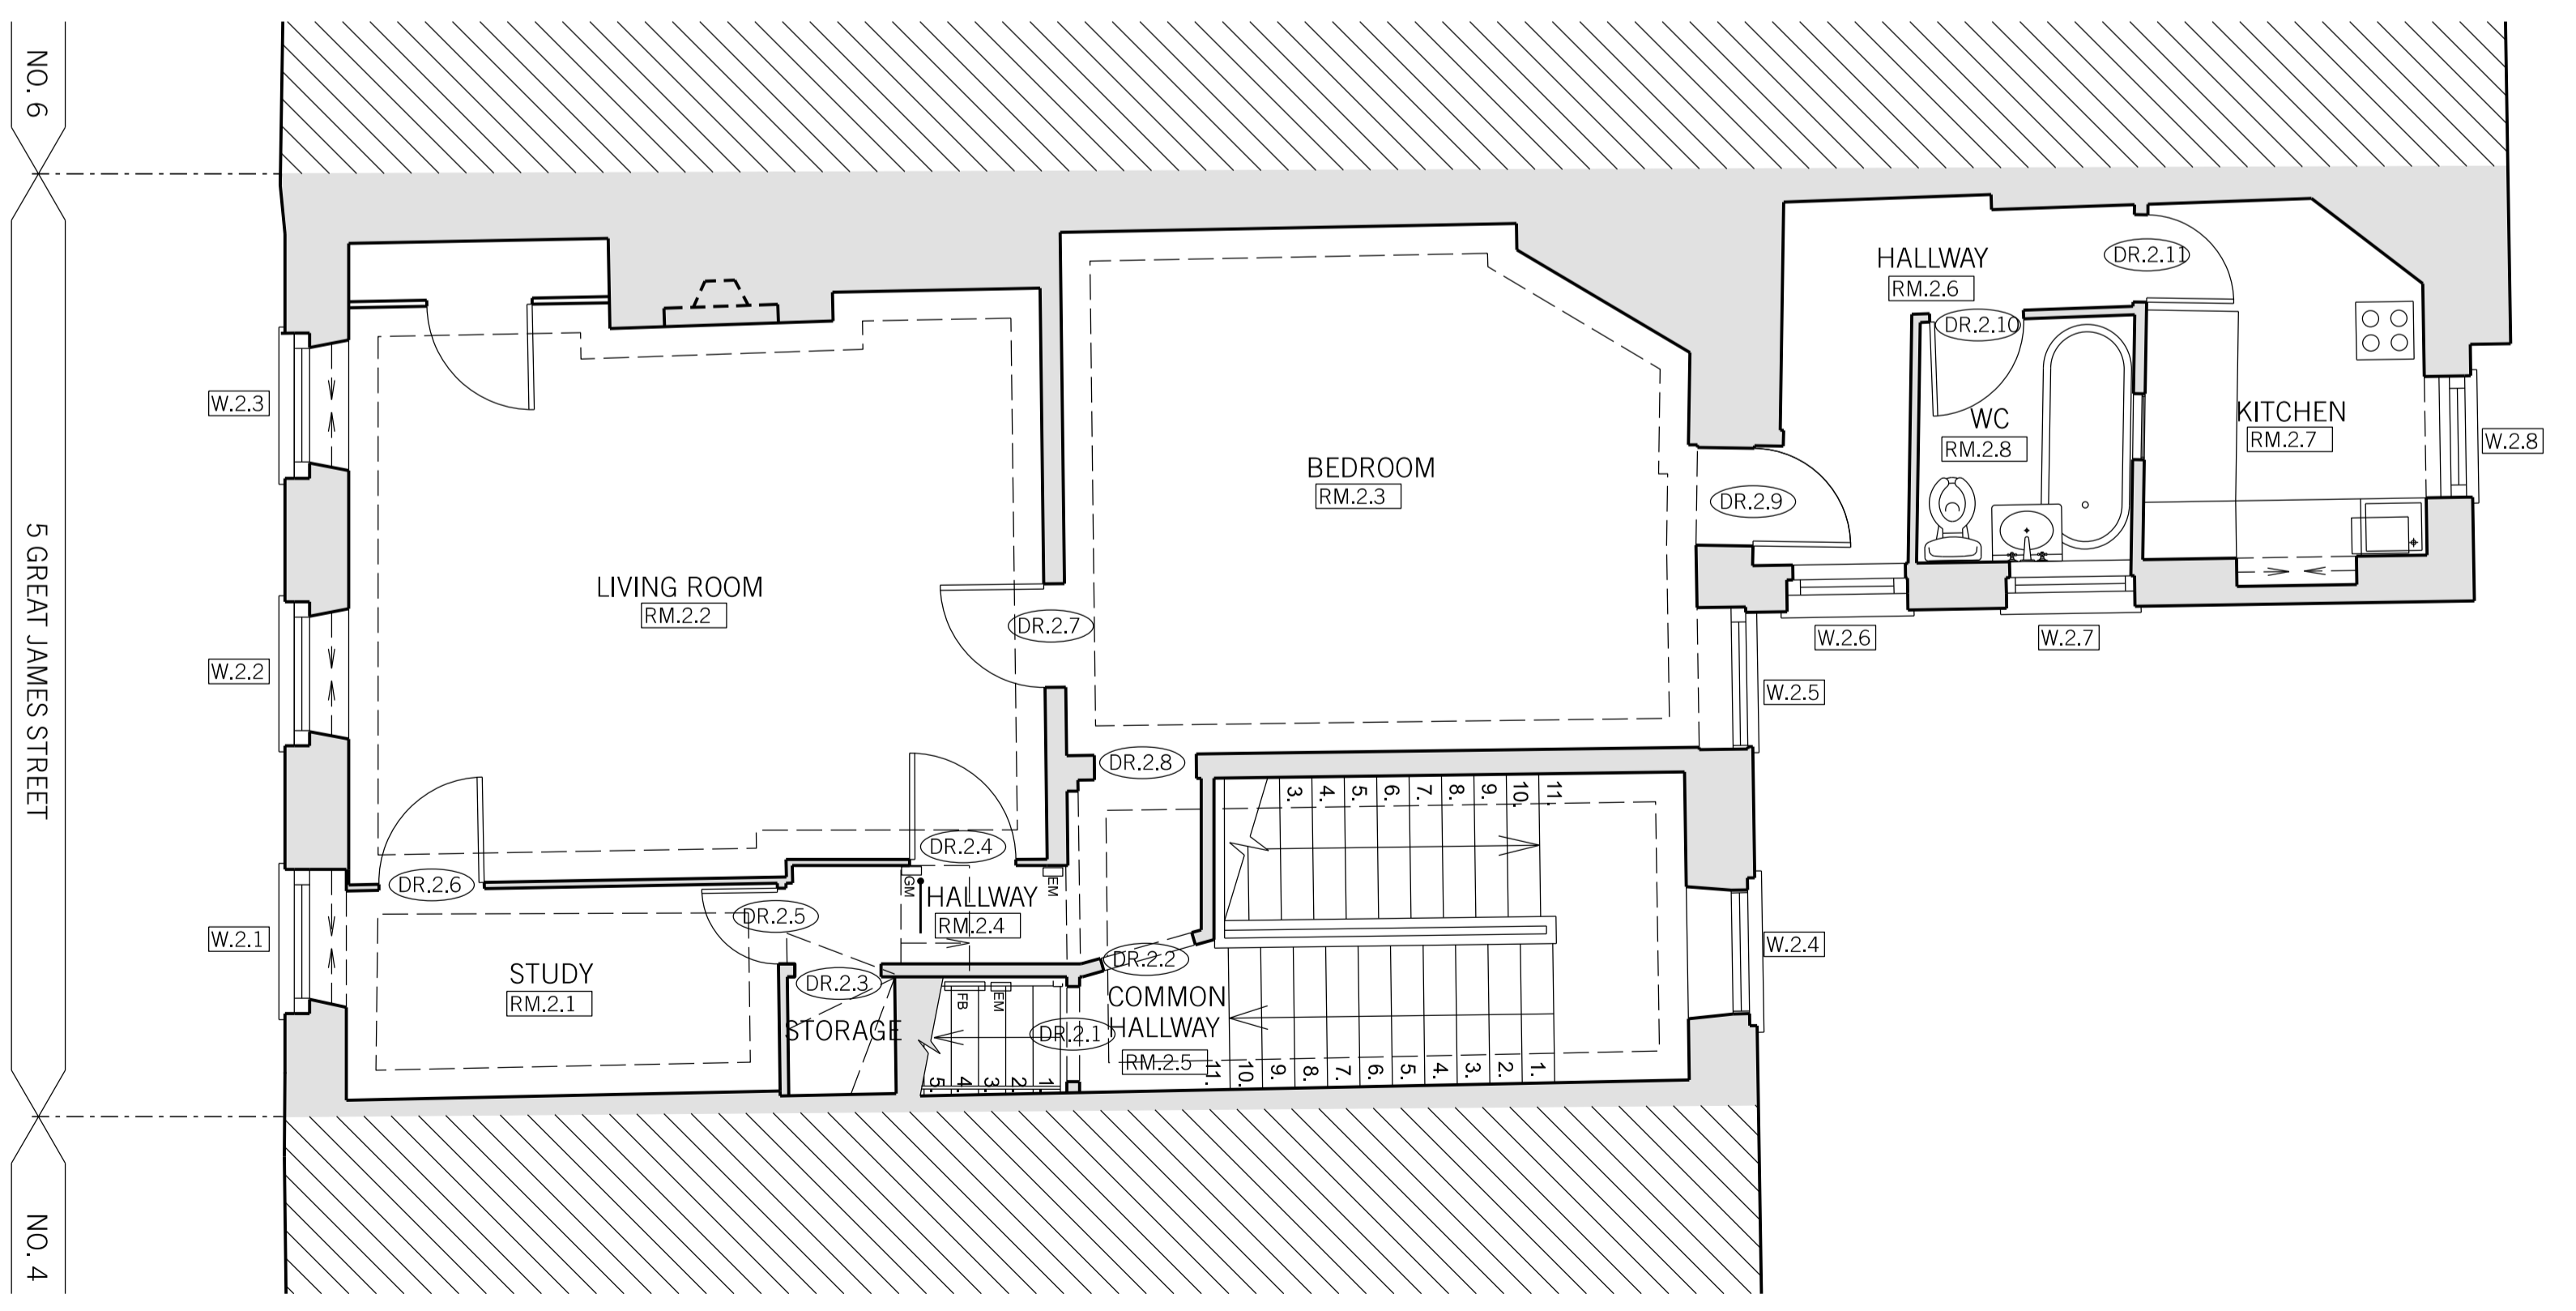 NO. 6
5 GREAT JAMES STREET
NO. 4
W.2.3
W.2.2
W.2.1
LIVING ROOM
RM.2.2
DR.2.7
DR.2.4
DR.2.6
STUDY
RM.2.1
DR.2.5
DR.2.3
STORAGE
GM
HALLWAY
RM.2.4
EM
FB
EM
5.
4.
3.
2.
1.
DR.2.1
BEDROOM
RM.2.3
DR.2.8
DR.2.2
COMMON
HALLWAY
RM.2.5
3.
4.
5.
6.
7.
8.
9.
10.
11.
11.
10.
9.
8.
7.
6.
5.
4.
3.
2.
1.
DR.2.9
W.2.5
W.2.4
HALLWAY
RM.2.6
DR.2.11
DR.2.10
WC
RM.2.8
KITCHEN
RM.2.7
W.2.8
W.2.6
W.2.7